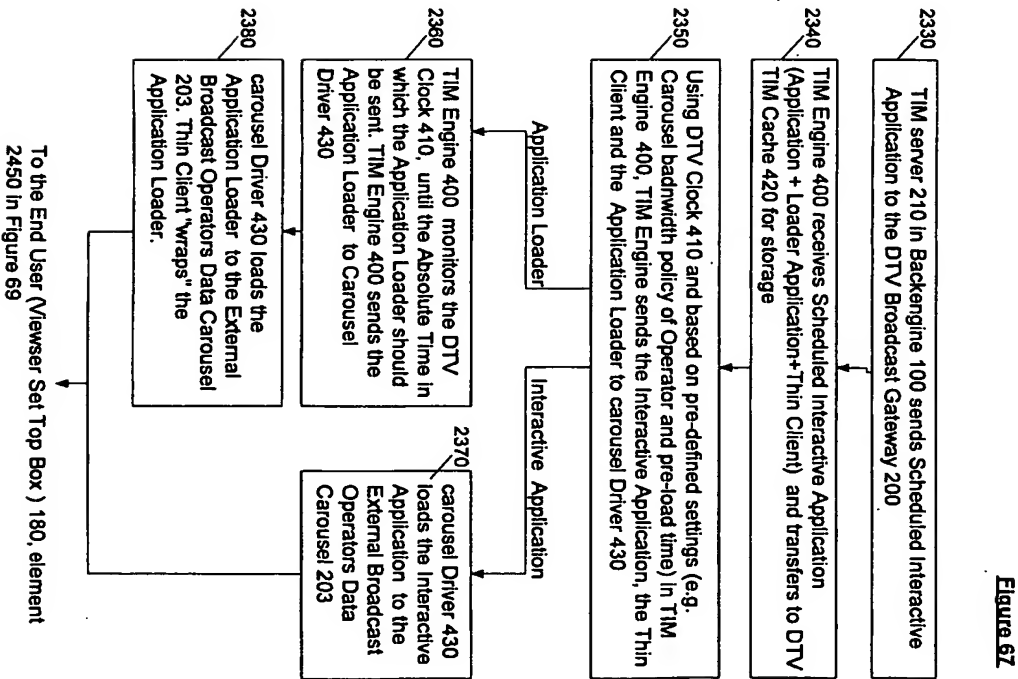 Figure 67
2330
TIM server 210 in Backengine 100 sends Scheduled Interactive
Application to the DTV Broadcast Gateway 200
2340
TIM Engine 400 receives Scheduled Interactive Application
(Application + Loader Application+Thin Client) and transfers to DTV
TIM Cache 420 for storage
2350
Using DTV Clock 410 and based on pre-defined settings (e.g.
Carousel badnwidth policy of Operator and pre-load time) in TIM
Engine 400, TIM Engine sends the Interactive Application, the Thin
Client and the Application Loader to carousel Driver 430
Application Loader
Interactive Application
2360
TIM Engine 400 monitors the DTV
Clock 410, until the Absolute Time in
which the Application Loader should
be sent. TIM Engine 400 sends the
Application Loader to Carousel
Driver 430
2370
carousel Driver 430
loads the Interactive
Application to the
External Broadcast
Operators Data
Carousel 203
2380
carousel Driver 430 loads the
Application Loader to the External
Broadcast Operators Data Carousel
203. Thin Client "wraps" the
Application Loader.
To the End User (Viewser Set Top Box ) 180, element
2450 in Figure 69